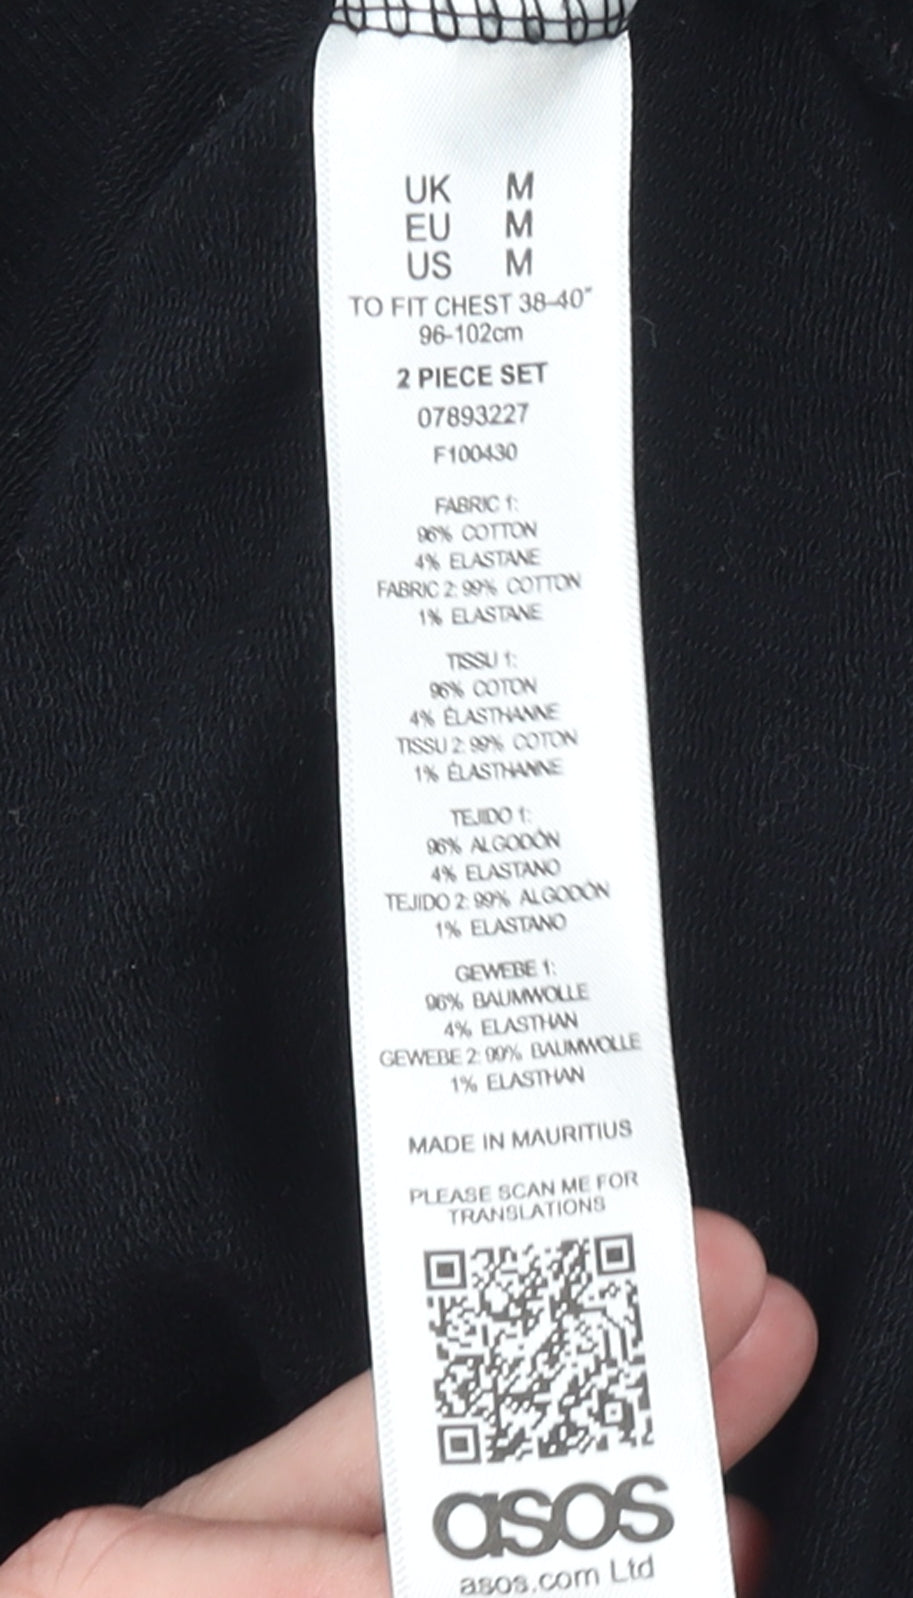 UK M
EU M
US M
TO FIT CHEST 38-40"
96-102cm
2 PIECE SET
07893227
F100430
FABRIC 1:
96% COTTON
4% ELASTANE
FABRIC 2: 99% COTTON
1% ELASTANE
TISSU 1:
96% COTON
4% ÉLASTHANNE
TISSU 2: 99% COTON
1% ÉLASTHANNE
TEJIDO 1:
96% ALGODÓN
4% ELASTANO
TEJIDO 2: 99% ALGODÓN
1% ELASTANO
GEWEBE 1:
96% BAUMWOLLE
4% ELASTHAN
GEWEBE 2: 99% BAUMWOLLE
1% ELASTHAN
MADE IN MAURITIUS
PLEASE SCAN ME FOR
TRANSLATIONS
asos
asos.com Ltd